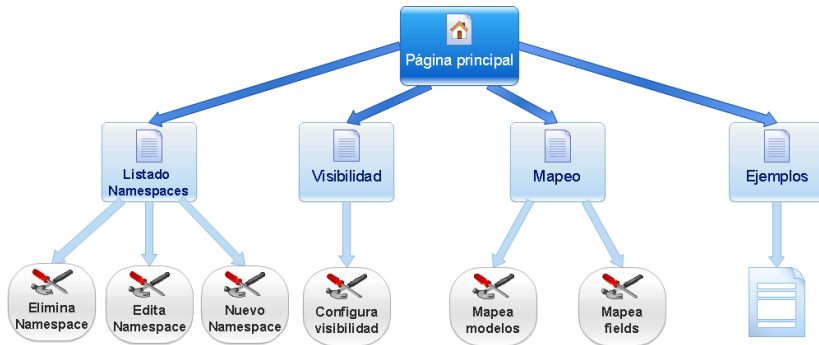 Página principal
Listado
Namespaces
Visibilidad
Mapeo
Ejemplos
Elimina
Namespace
Edita
Namespace
Nuevo
Namespace
Configura
visibilidad
Mapea
modelos
Mapea
fields